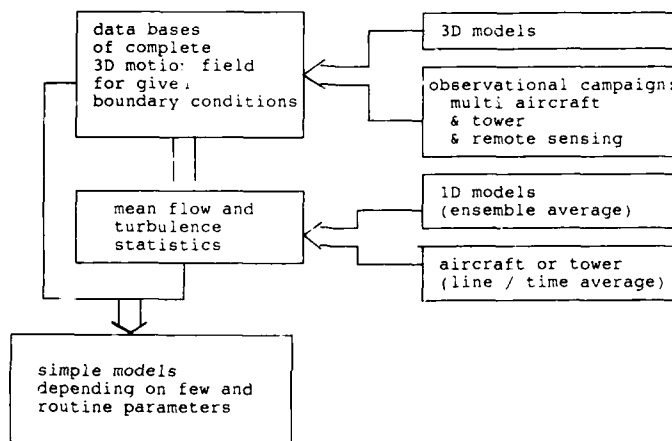 data bases
of complete
3D motion field
for given
boundary conditions
3D models
observational campaigns
multi aircraft
& tower
& remote sensing
mean flow and
turbulence
statistics
1D models
(ensemble average)
aircraft or tower
(line / time average)
simple models
depending on few and
routine parameters